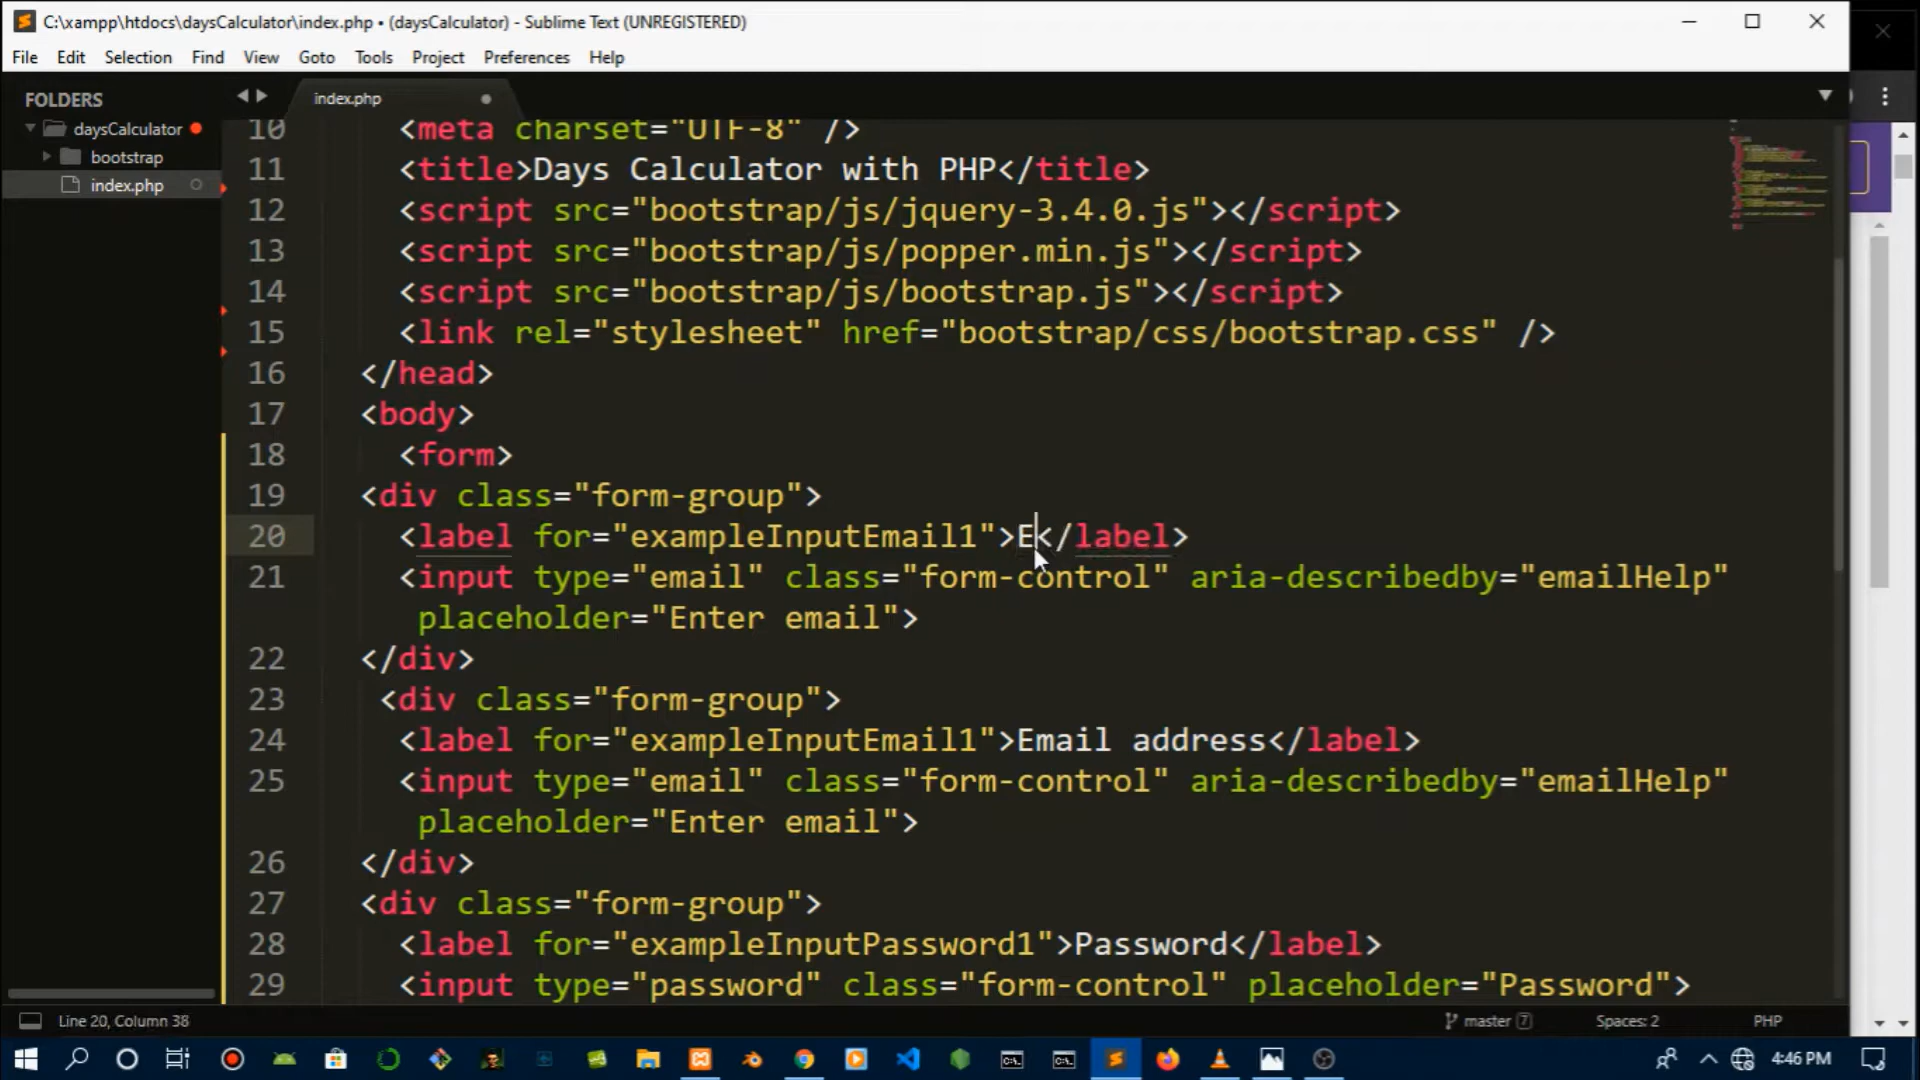 C:\xampp\htdocs\daysCalculator\index.php • (daysCalculator) - Sublime Text (UNREGISTERED)
File Edit Selection Find View Goto Tools Project Preferences Help
FOLDERS
daysCalculator
bootstrap
index.php
index.php
10 <meta charset="UTF-8" />
11 <title>Days Calculator with PHP</title>
12 <script src="bootstrap/js/jquery-3.4.0.js"></script>
13 <script src="bootstrap/js/popper.min.js"></script>
14 <script src="bootstrap/js/bootstrap.js"></script>
15 <link rel="stylesheet" href="bootstrap/css/bootstrap.css" />
16 </head>
17 <body>
18 <form>
19 <div class="form-group">
20 <label for="exampleInputEmail1">E</label>
21 <input type="email" class="form-control" aria-describedby="emailHelp"
placeholder="Enter email">
22 </div>
23 <div class="form-group">
24 <label for="exampleInputEmail1">Email address</label>
25 <input type="email" class="form-control" aria-describedby="emailHelp"
placeholder="Enter email">
26 </div>
27 <div class="form-group">
28 <label for="exampleInputPassword1">Password</label>
29 <input type="password" class="form-control" placeholder="Password">
Line 20, Column 38
master 7
Spaces: 2
PHP
4:46 PM